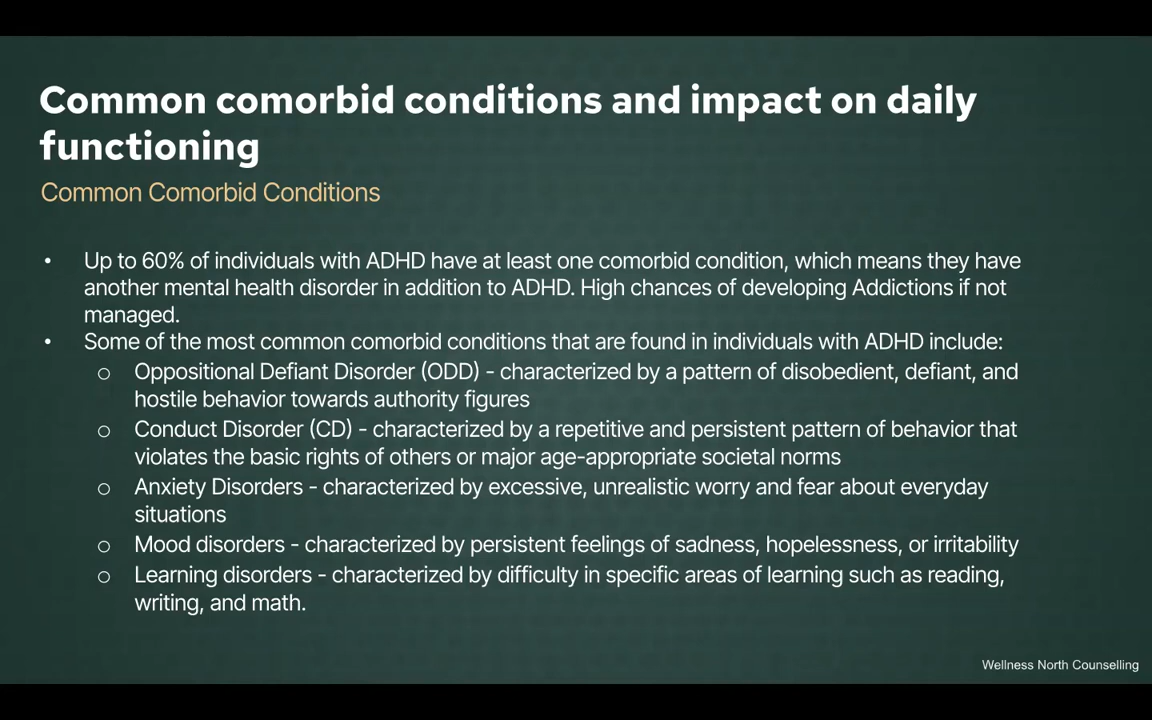 Common comorbid conditions and impact on daily
functioning
Common Comorbid Conditions
• Up to 60% of individuals with ADHD have at least one comorbid condition, which means they have
another mental health disorder in addition to ADHD. High chances of developing Addictions if not
managed.
• Some of the most common comorbid conditions that are found in individuals with ADHD include:
o Oppositional Defiant Disorder (ODD) - characterized by a pattern of disobedient, defiant, and
hostile behavior towards authority figures
o Conduct Disorder (CD) - characterized by a repetitive and persistent pattern of behavior that
violates the basic rights of others or major age-appropriate societal norms
o Anxiety Disorders - characterized by excessive, unrealistic worry and fear about everyday
situations
o Mood disorders - characterized by persistent feelings of sadness, hopelessness, or irritability
o Learning disorders - characterized by difficulty in specific areas of learning such as reading,
writing, and math.
Wellness North Counselling